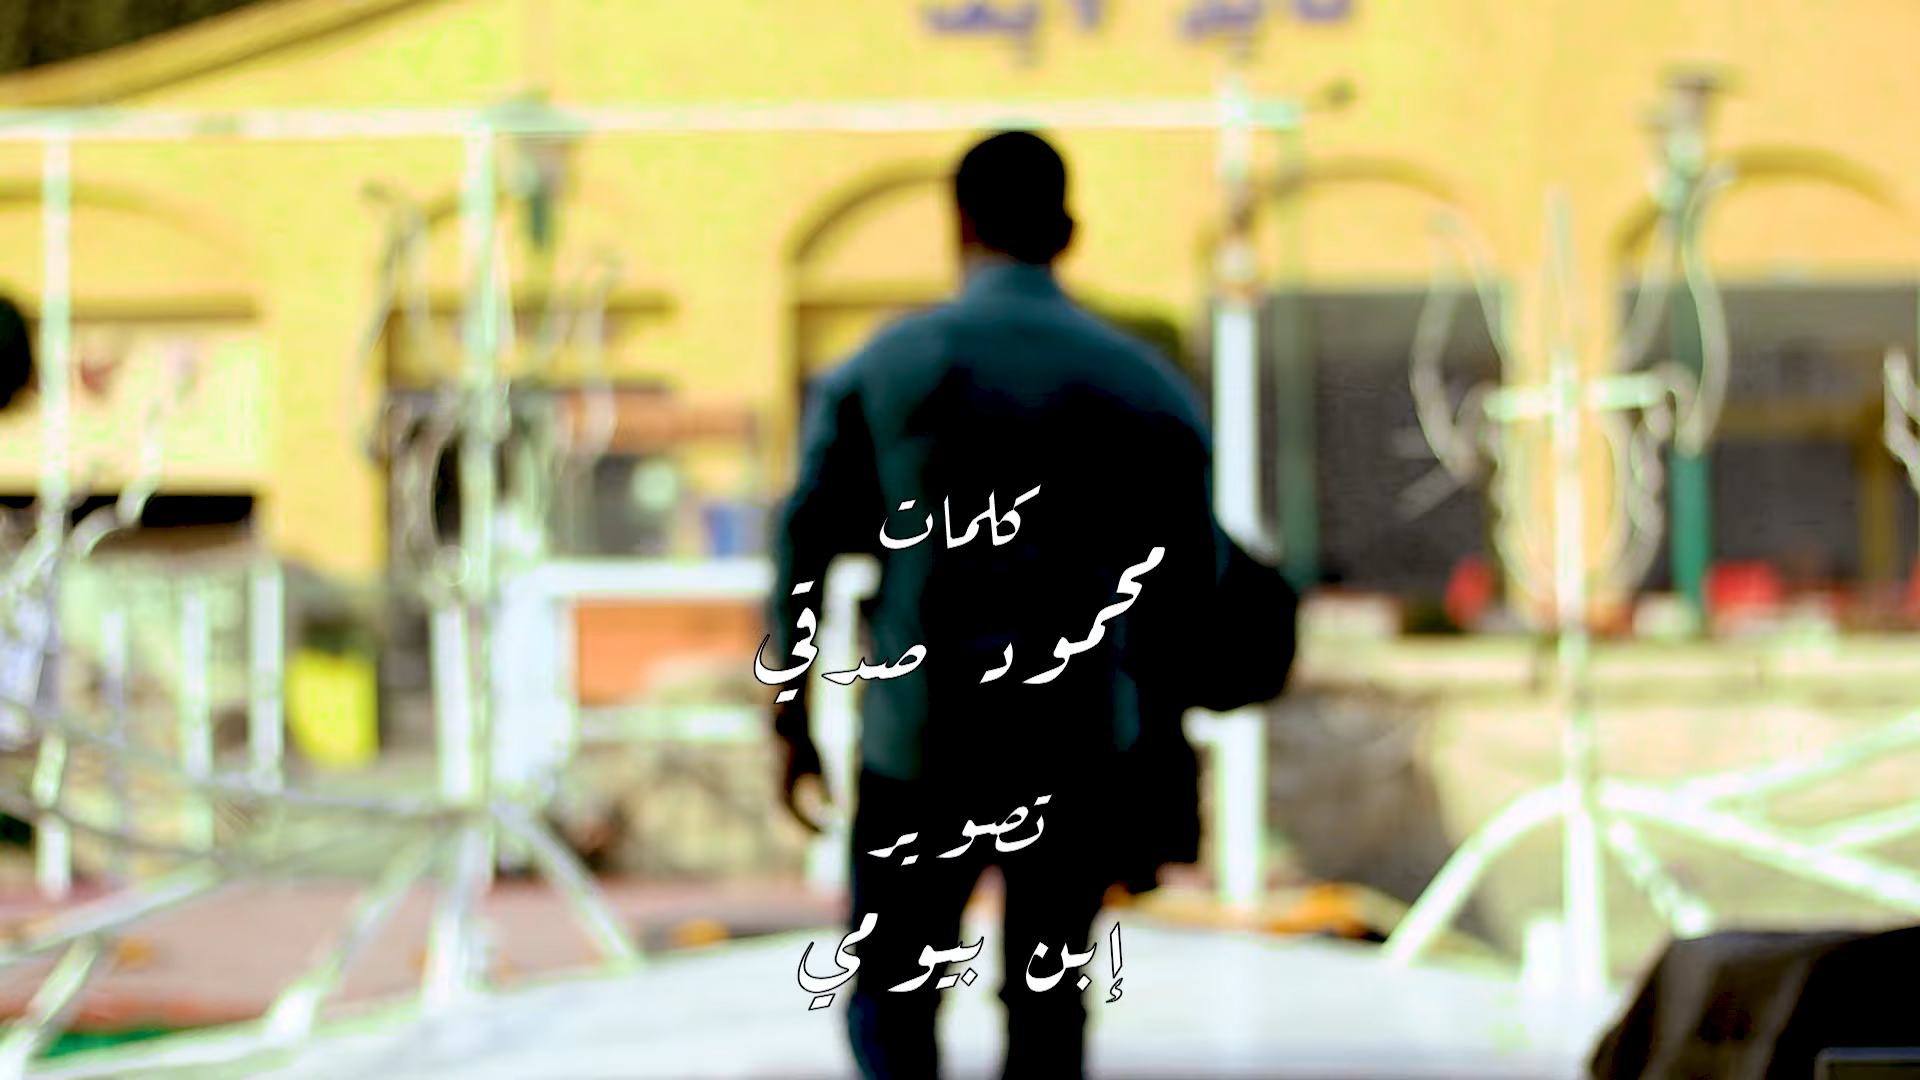 كلمات
محمود صدقي
تصوير
إبن بيومي